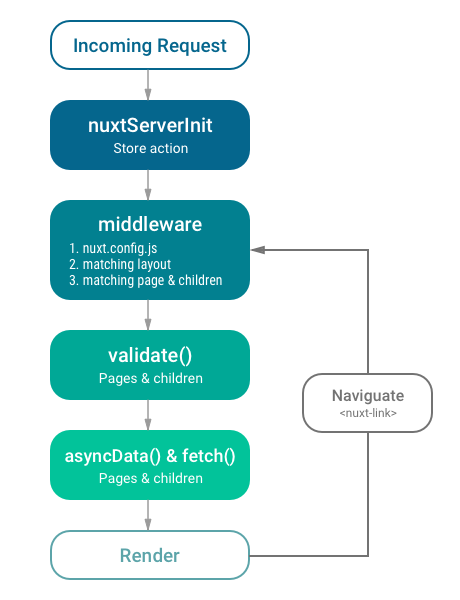 Incoming Request
nuxtServerInit
Store action
middleware
1. nuxt.config.js
2. matching layout
3. matching page & children
validate()
Pages & children
asyncData() & fetch()
Pages & children
Render
Naviguate
<nuxt-link>